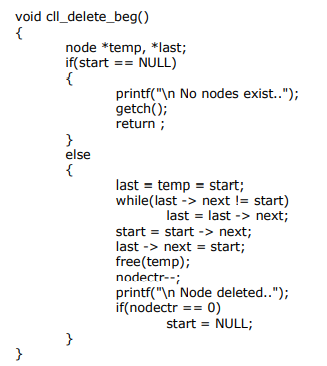 void cll_delete_beg()
{
node *temp, *last;
if(start == NULL)
{
printf("\n No nodes exist..");
getch();
return ;
}
else
{
last = temp = start;
while(last -> next != start)
last = last -> next;
start = start -> next;
last -> next = start;
free(temp);
nodectr--;
printf("\n Node deleted..");
if(nodectr == 0)
start = NULL;
}
}